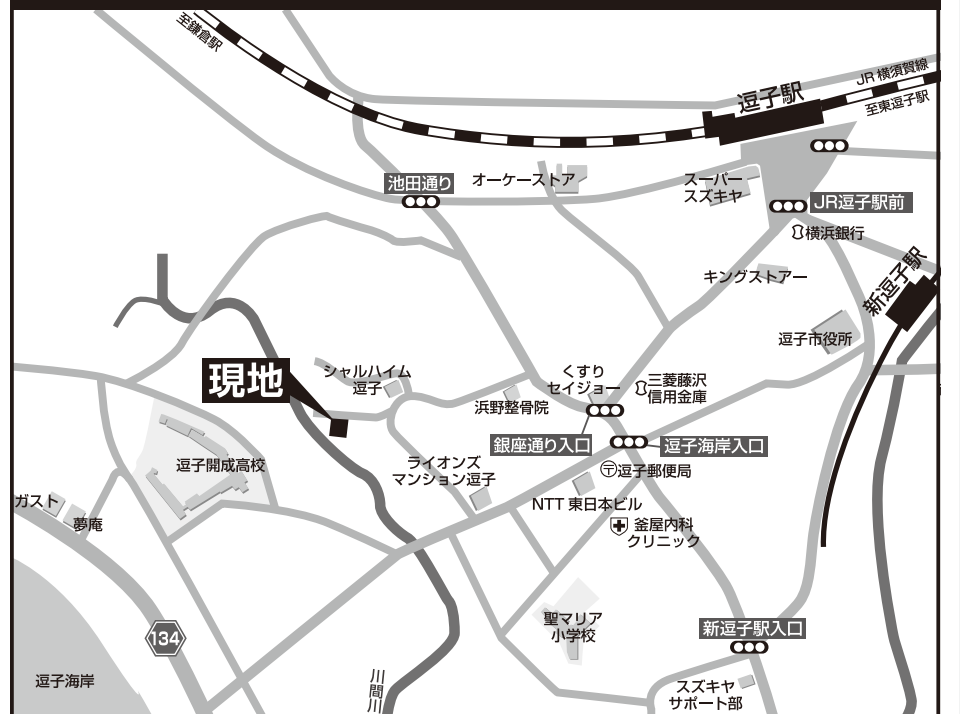 至鎌倉駅
JR 横須賀線
逗子駅
至東逗子駅
池田通り
オーケーストア
スーパー
スズキヤ
JR逗子駅前
横浜銀行
新逗子駅
キングストアー
逗子市役所
現地
シャルハイム
逗子
くすり
セイジョー
三菱藤沢
信用金庫
浜野整骨院
銀座通り入口
逗子海岸入口
逗子開成高校
ライオンズ
マンション逗子
〒逗子郵便局
NTT 東日本ビル
ガスト
夢庵
釜屋内科
クリニック
聖マリア
小学校
新逗子駅入口
134
逗子海岸
川間川
スズキヤ
サポート部